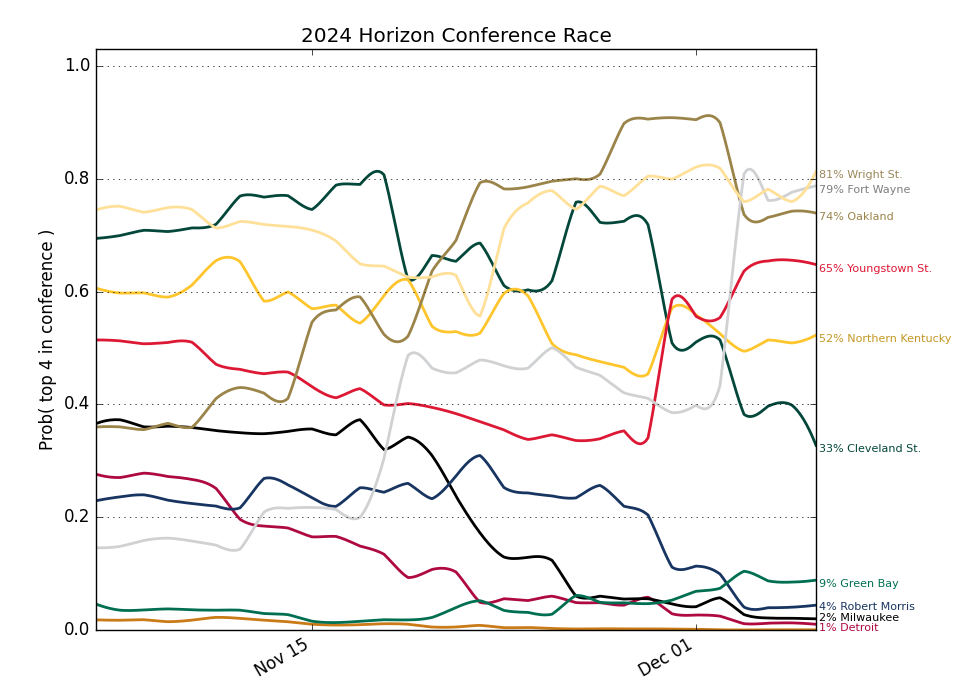 2024 Horizon Conference Race
Prob( top 4 in conference )
1.0
0.8
0.6
0.4
0.2
0.0
Nov 15
Dec 01
81% Wright St.
79% Fort Wayne
74% Oakland
65% Youngstown St.
52% Northern Kentucky
33% Cleveland St.
9% Green Bay
4% Robert Morris
2% Milwaukee
1% Detroit